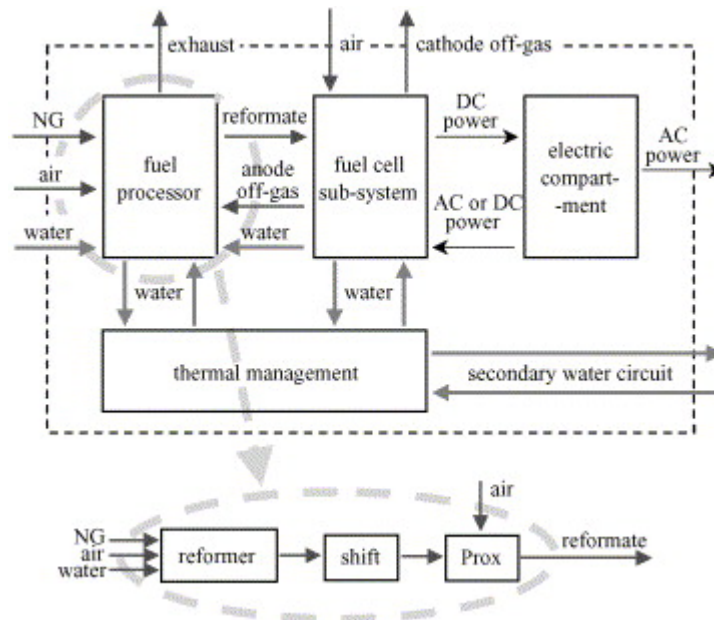 exhaust
air
cathode off-gas
NG
air
water
fuel
processor
reformate
anode
off-gas
water
fuel cell
sub-system
DC
power
AC or DC
power
electric
compart-
-ment
AC
power
water
water
thermal management
secondary water circuit
NG
air
water
reformer
shift
air
Prox
reformate